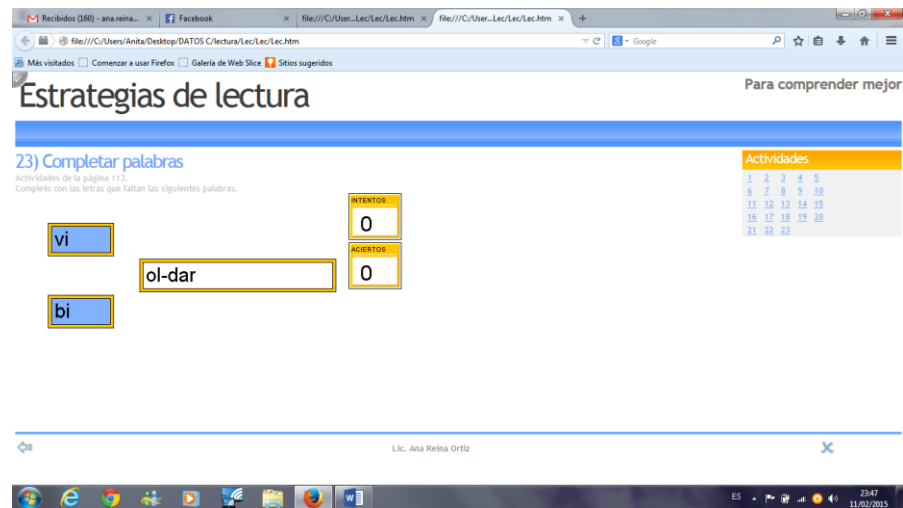 Recibidos (160) - ana.reina...
Facebook
file:///C:/User...Lec/Lec/Lec.htm
file:///C:/User...Lec/Lec/Lec.htm
file:///C:/Users/Anita/Desktop/DATOS C/lectura/Lec/Lec/Lec.htm
Google
Más visitados Comenzar a usar Firefox Galería de Web Slice Sitios sugeridos
Estrategias de lectura
Para comprender mejor
23) Completar palabras
Actividades de la página 113.
Completo con las letras que faltan las siguientes palabras.
vi
ol-dar
bi
INTENTOS
0
ACIERTOS
0
Actividades
1 2 3 4 5
6 7 8 9 10
11 12 13 14 15
16 17 18 19 20
21 22 23
Lic. Ana Reina Ortiz
ES
23:47
11/02/2015